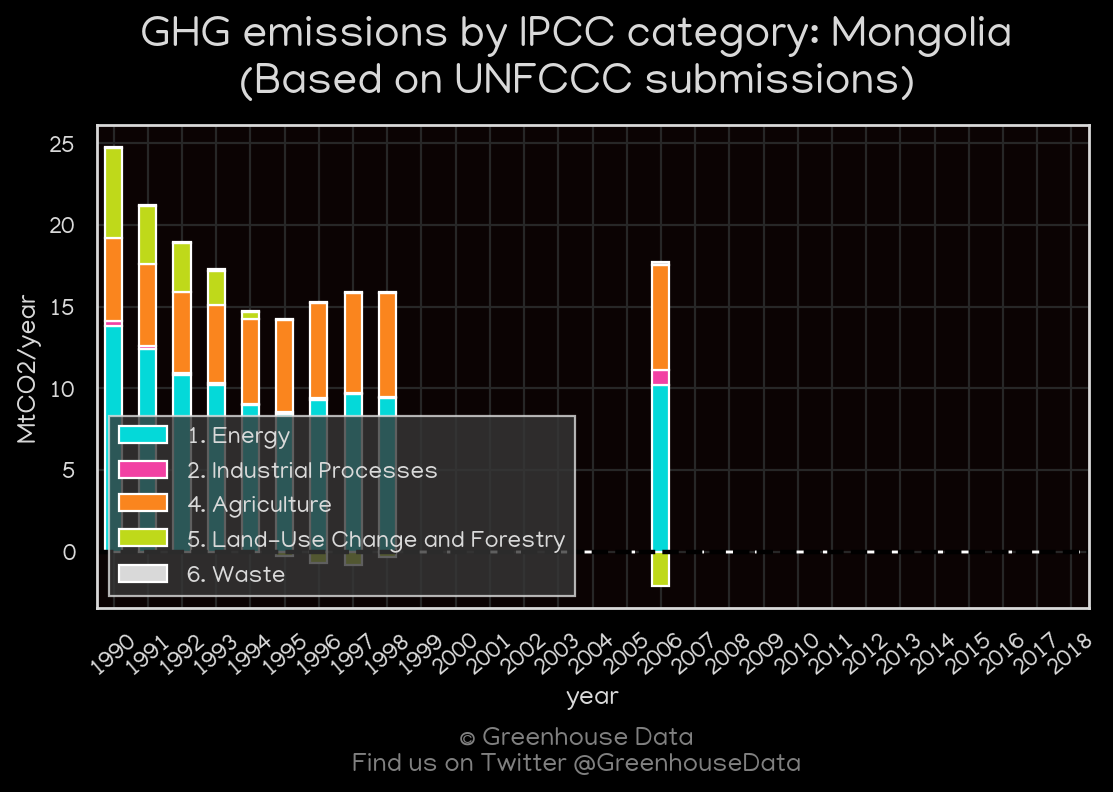 GHG emissions by IPCC category: Mongolia
(Based on UNFCCC submissions)
MtCO2/year
25
20
15
10
5
0
1. Energy
2. Industrial Processes
4. Agriculture
5. Land-Use Change and Forestry
6. Waste
1990 1991 1992 1993 1994 1995 1996 1997 1998 1999 2000 2001 2002 2003 2004 2005 2006 2007 2008 2009 2010 2011 2012 2013 2014 2015 2016 2017 2018
year
© Greenhouse Data
Find us on Twitter @GreenhouseData